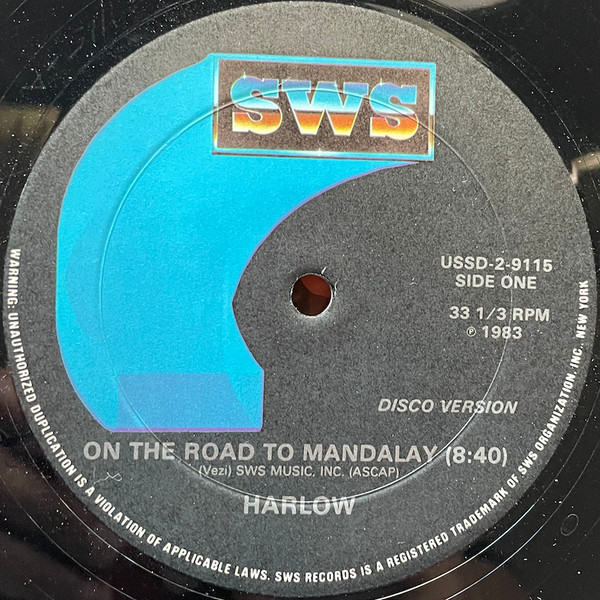 SWS
USSD-2-9115
SIDE ONE
33 1/3 RPM
℗ 1983
DISCO VERSION
ON THE ROAD TO MANDALAY (8:40)
(Vezi) SWS MUSIC, INC. (ASCAP)
HARLOW
WARNING: UNAUTHORIZED DUPLICATION IS A VIOLATION OF APPLICABLE LAWS. SWS RECORDS IS A REGISTERED TRADEMARK OF SWS ORGANIZATION, INC., NEW YORK